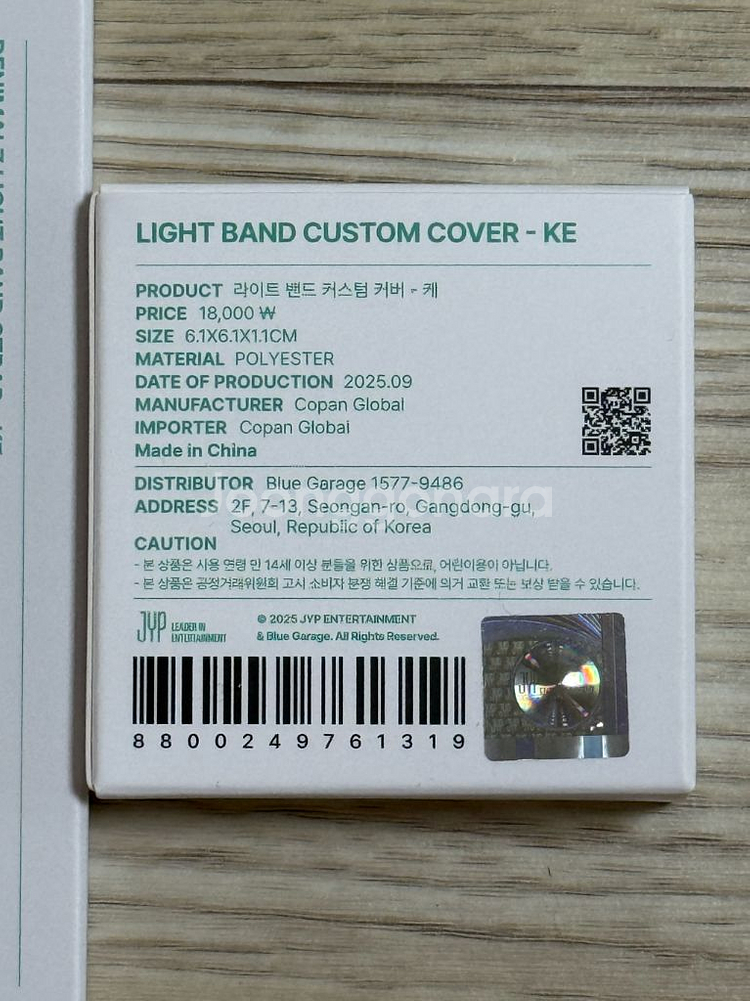 LIGHT BAND CUSTOM COVER - KE
PRODUCT 라이트 밴드 커스텀 커버 - 케
PRICE 18,000 ₩
SIZE 6.1X6.1X1.1CM
MATERIAL POLYESTER
DATE OF PRODUCTION 2025.09
MANUFACTURER Copan Global
IMPORTER Copan Global
Made in China
DISTRIBUTOR Blue Garage 1577-9486
joonggonara
ADDRESS 2F, 7-13, Seongan-ro, Gangdong-gu,
Seoul, Republic of Korea
CAUTION
- 본 상품은 사용 연령 만 14세 이상 분들을 위한 상품으로, 어린이용이 아닙니다.
- 본 상품은 공정거래위원회 고시 소비자 분쟁 해결 기준에 의거 교환 또는 보상 받을 수 있습니다.
JYP LEADER IN
ENTERTAINMENT
© 2025 JYP ENTERTAINMENT
& Blue Garage. All Rights Reserved.
8800249761319
JYP